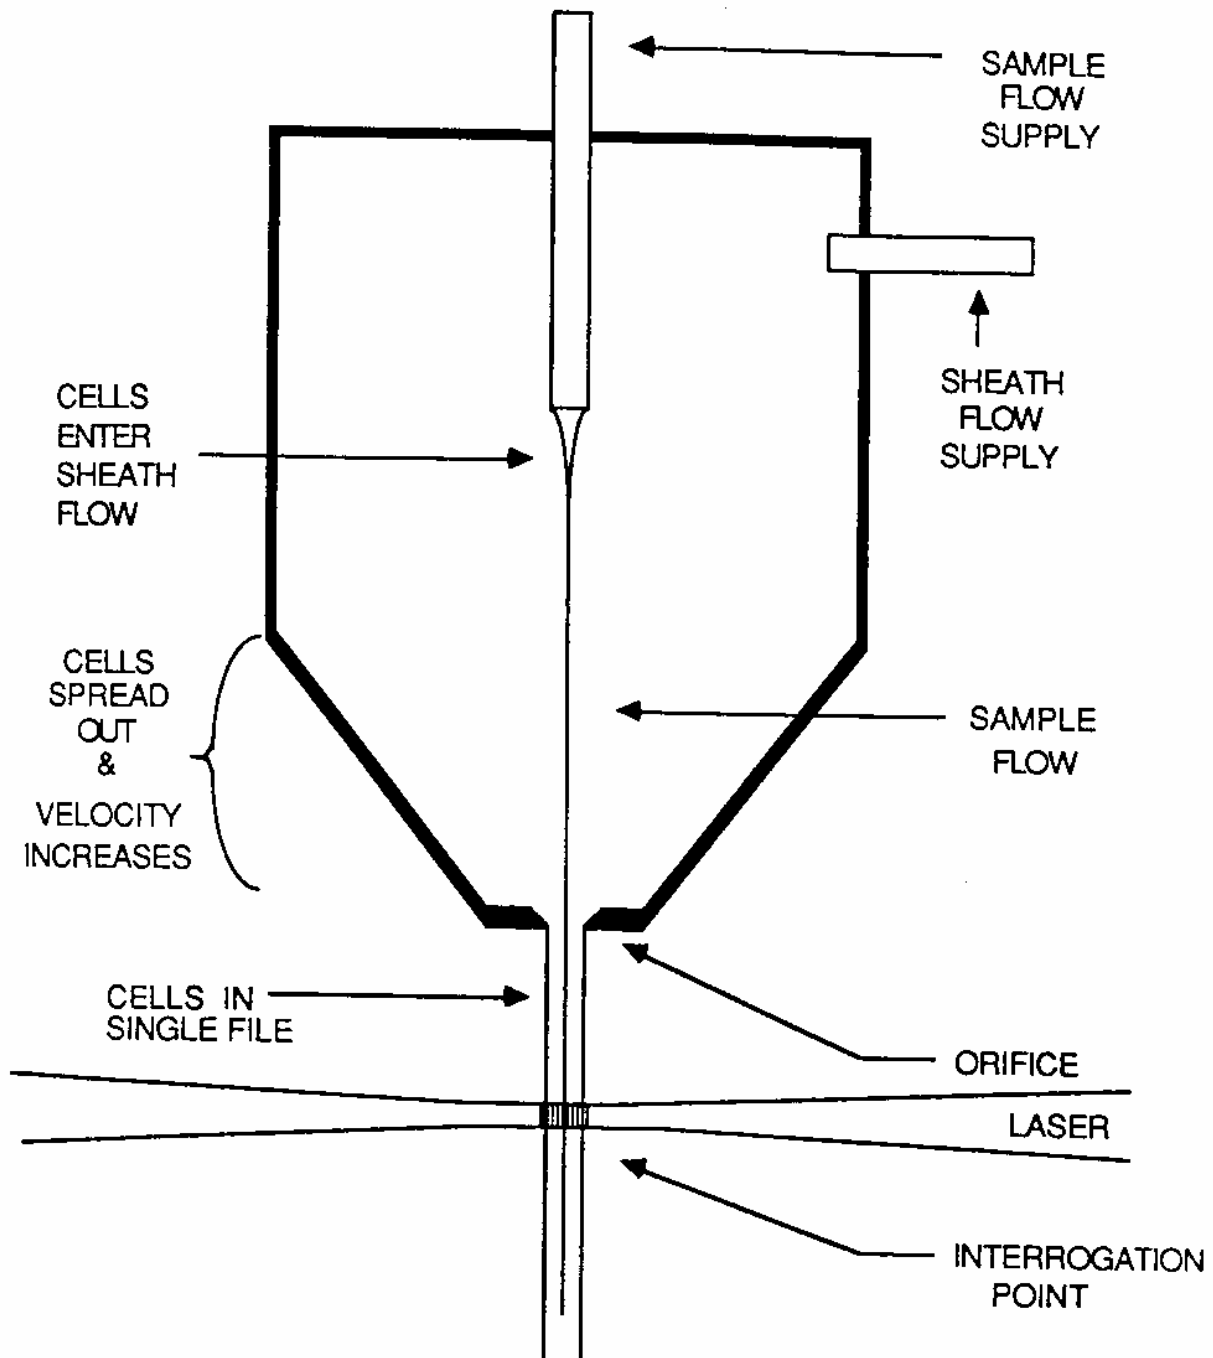 SAMPLE
FLOW
SUPPLY
SHEATH
FLOW
SUPPLY
CELLS
ENTER
SHEATH
FLOW
CELLS
SPREAD
OUT
&
VELOCITY
INCREASES
SAMPLE
FLOW
CELLS IN
SINGLE FILE
ORIFICE
LASER
INTERROGATION
POINT